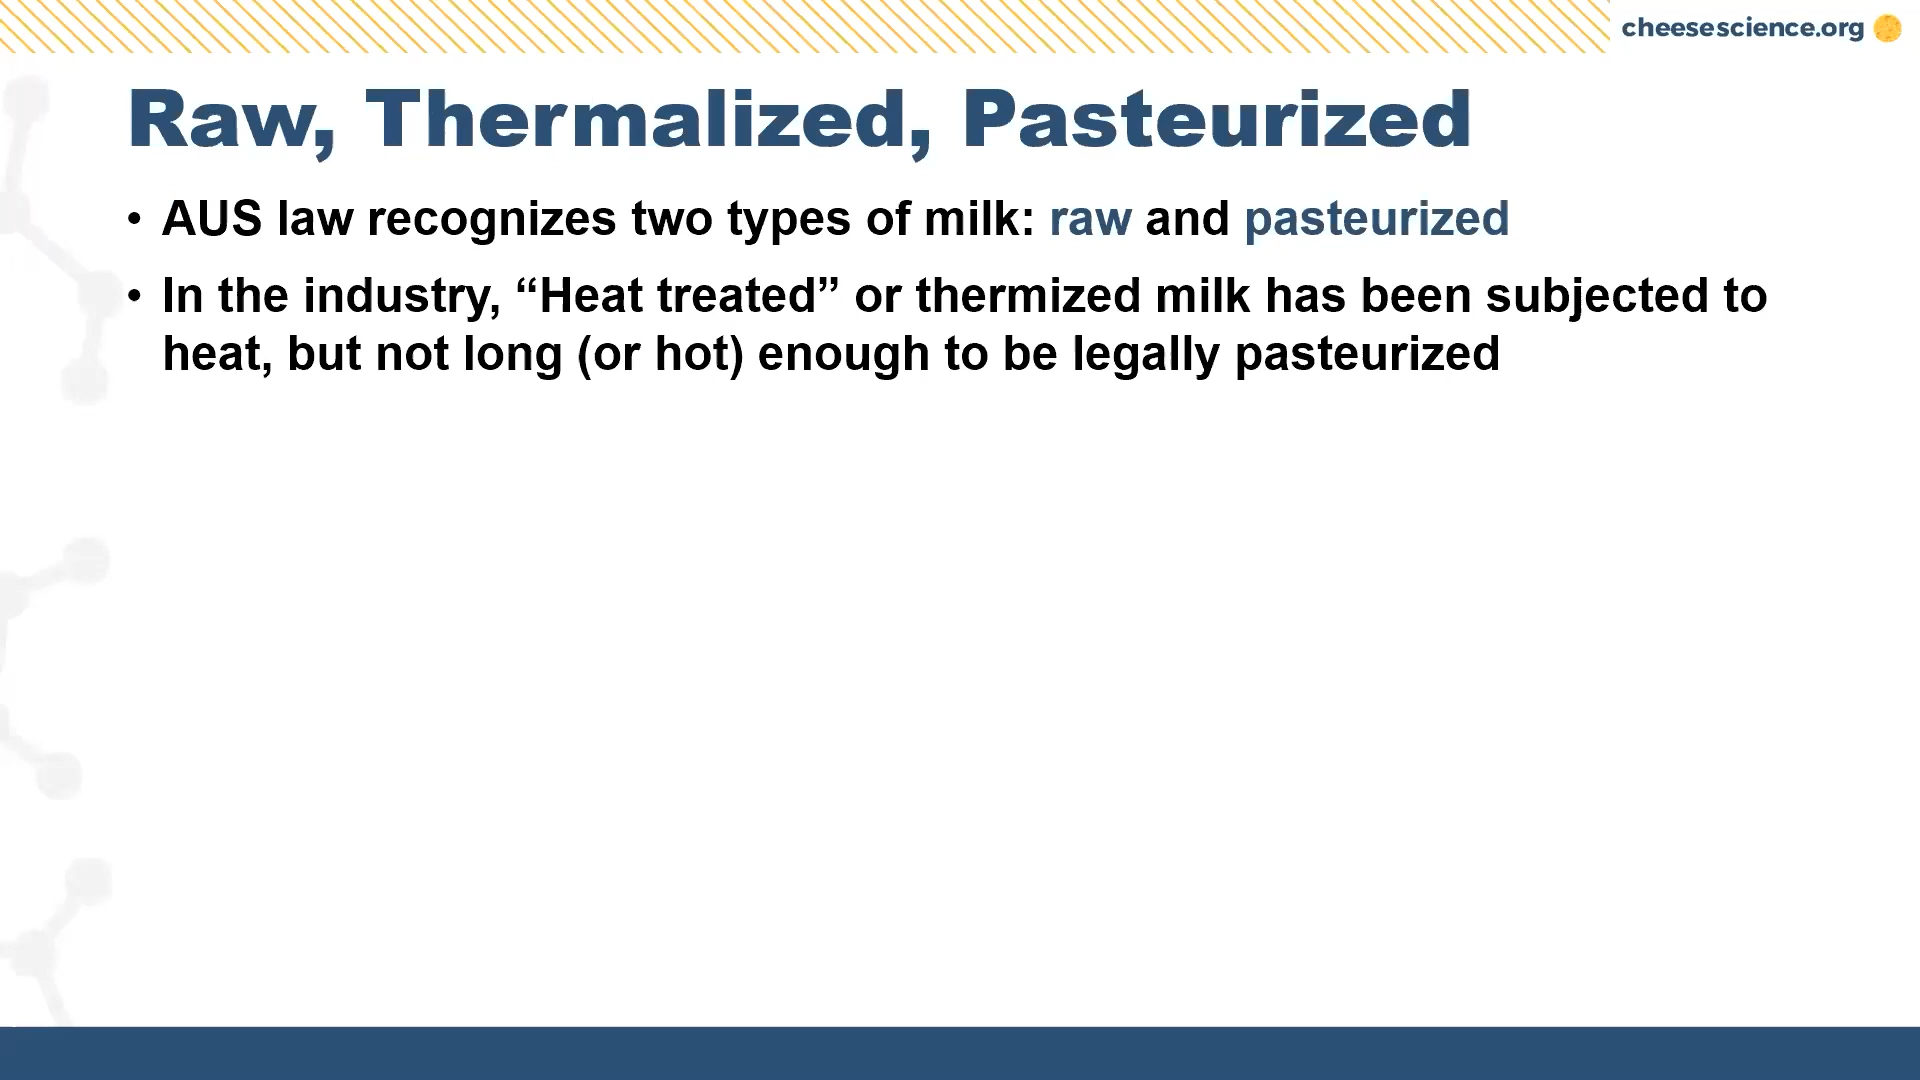 cheesescience.org
Raw, Thermalized, Pasteurized
• AUS law recognizes two types of milk: raw and pasteurized
• In the industry, “Heat treated” or thermized milk has been subjected to
heat, but not long (or hot) enough to be legally pasteurized